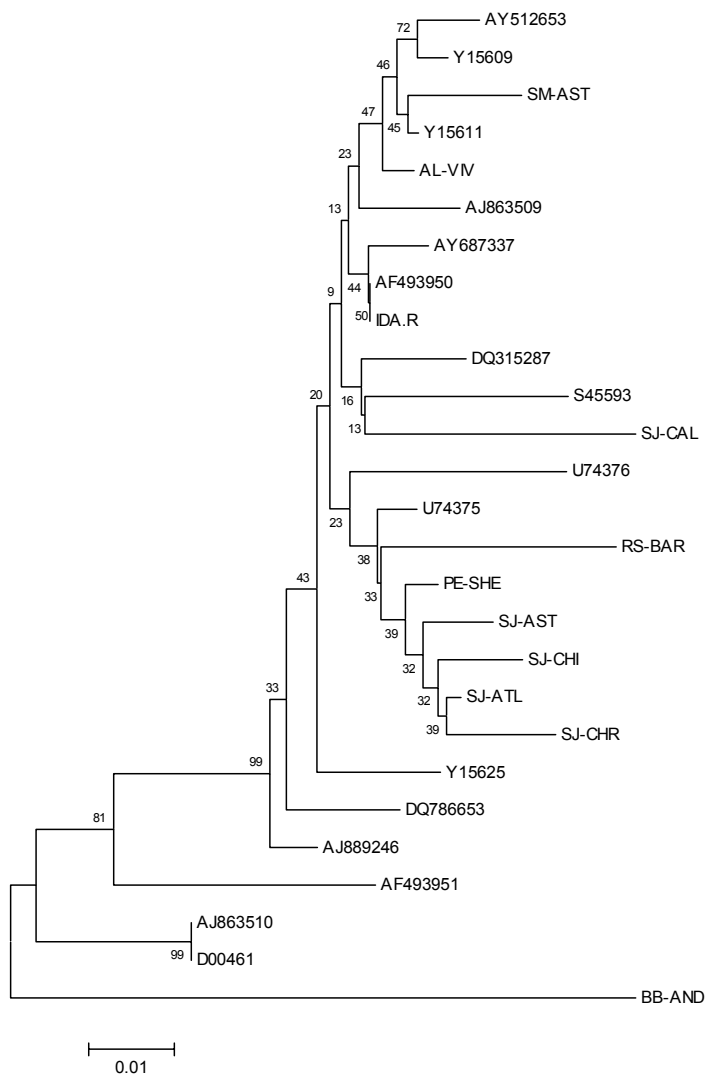 AY512653
72
Y15609
46
SM-AST
47
45
Y15611
23
AL-VIV
13
AJ863509
AY687337
44
AF493950
9
50
IDA.R
DQ315287
20
16
S45593
13
SJ-CAL
U74376
23
U74375
38
RS-BAR
43
33
PE-SHE
39
SJ-AST
32
SJ-CHI
33
32
SJ-ATL
39
SJ-CHR
99
Y15625
DQ786653
81
AJ889246
AF493951
AJ863510
99
D00461
BB-AND
0.01